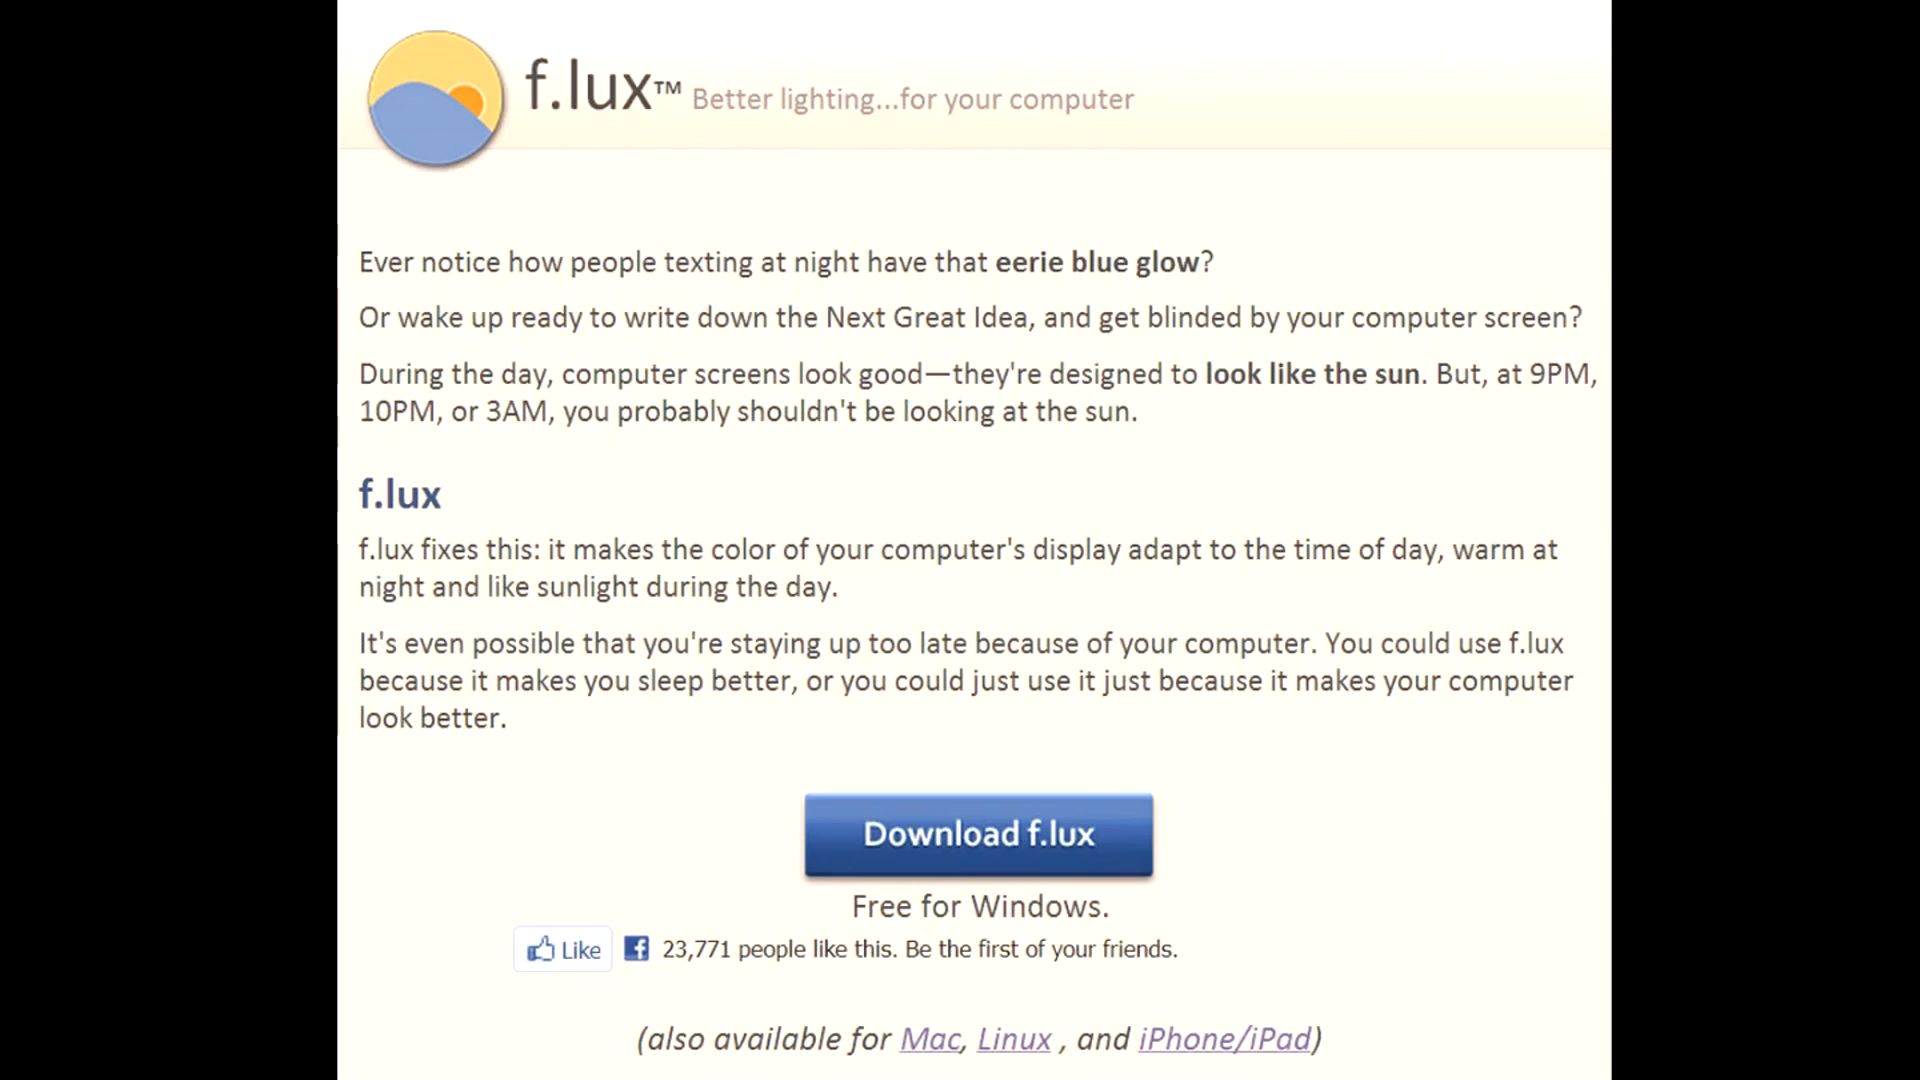 f.lux™ Better lighting...for your computer
Ever notice how people texting at night have that eerie blue glow?
Or wake up ready to write down the Next Great Idea, and get blinded by your computer screen?
During the day, computer screens look good—they're designed to look like the sun. But, at 9PM,
10PM, or 3AM, you probably shouldn't be looking at the sun.
f.lux
f.lux fixes this: it makes the color of your computer's display adapt to the time of day, warm at
night and like sunlight during the day.
It's even possible that you're staying up too late because of your computer. You could use f.lux
because it makes you sleep better, or you could just use it just because it makes your computer
look better.
Download f.lux
Free for Windows.
Like f 23,771 people like this. Be the first of your friends.
(also available for Mac, Linux , and iPhone/iPad)